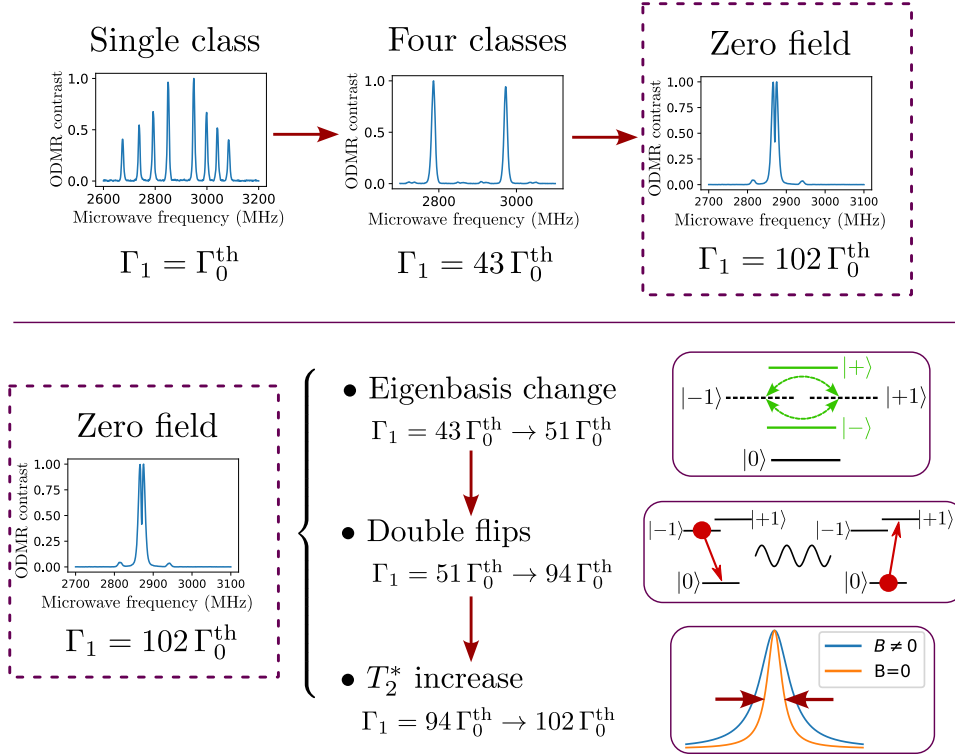 Single class
Four classes
Zero field
ODMR contrast
1.0
0.5
0.0
2600
2800
3000
3200
Microwave frequency (MHz)
Γ₁ = Γ₀ᵗʰ
ODMR contrast
1.0
0.5
0.0
2800
3000
Microwave frequency (MHz)
Γ₁ = 43 Γ₀ᵗʰ
ODMR contrast
1.00
0.75
0.50
0.25
0.00
2700
2800
2900
3000
3100
Microwave frequency (MHz)
Γ₁ = 102 Γ₀ᵗʰ
Zero field
ODMR contrast
1.00
0.75
0.50
0.25
0.00
2700
2800
2900
3000
3100
Microwave frequency (MHz)
Γ₁ = 102 Γ₀ᵗʰ
• Eigenbasis change
Γ₁ = 43 Γ₀ᵗʰ → 51 Γ₀ᵗʰ
• Double flips
Γ₁ = 51 Γ₀ᵗʰ → 94 Γ₀ᵗʰ
• T₂* increase
Γ₁ = 94 Γ₀ᵗʰ → 102 Γ₀ᵗʰ
|+⟩
|−1⟩
|+1⟩
|−⟩
|0⟩
|−1⟩
|+1⟩
|0⟩
|−1⟩
|+1⟩
|0⟩
B ≠ 0
B=0